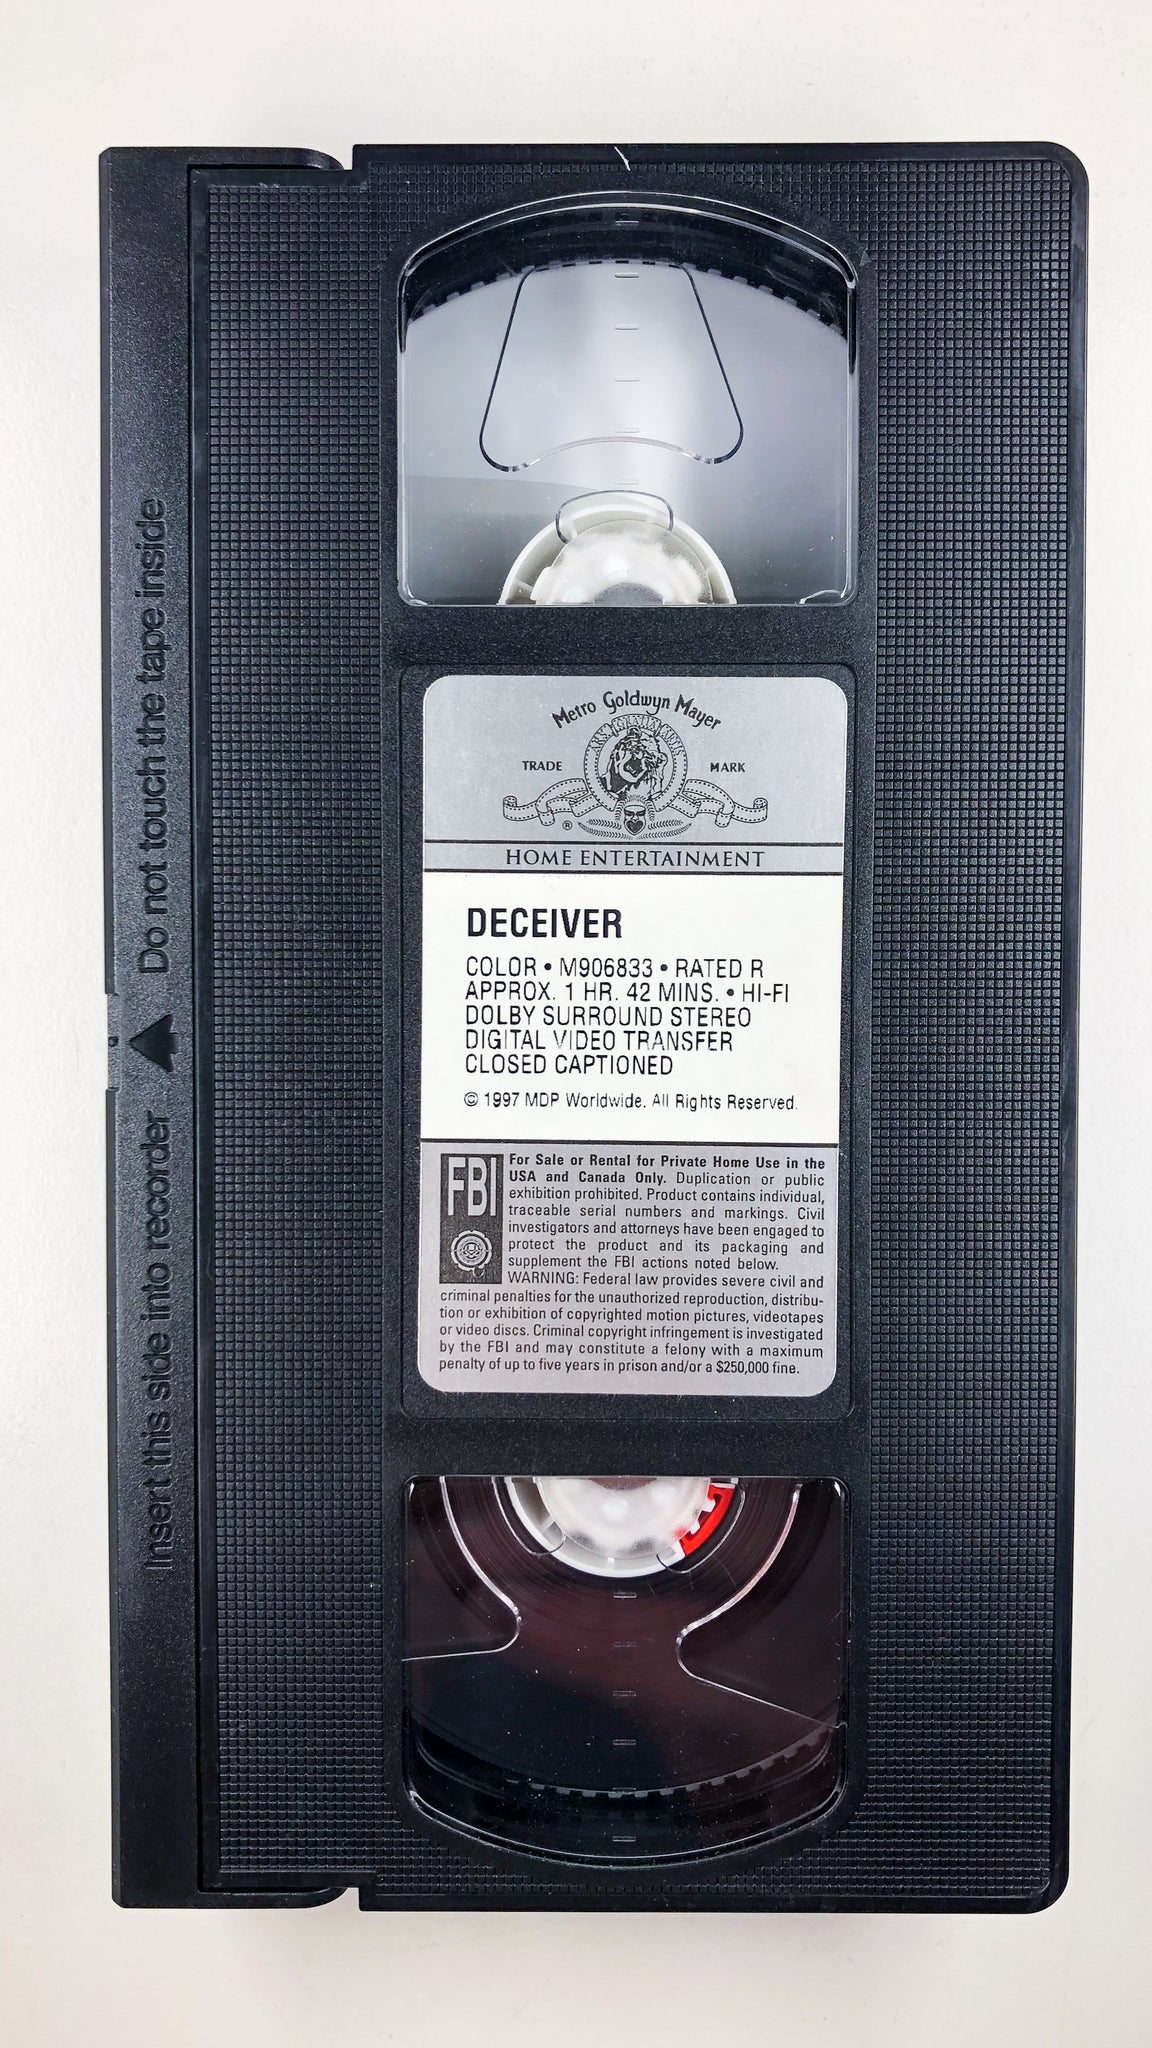 Metro Goldwyn Mayer
ARS GRATIA ARTIS
TRADE MARK
®
HOME ENTERTAINMENT
DECEIVER
COLOR • M906833 • RATED R
APPROX. 1 HR. 42 MINS. • HI-FI
DOLBY SURROUND STEREO
DIGITAL VIDEO TRANSFER
CLOSED CAPTIONED
© 1997 MDP Worldwide. All Rights Reserved.
FBI
For Sale or Rental for Private Home Use in the
USA and Canada Only. Duplication or public
exhibition prohibited. Product contains individual,
traceable serial numbers and markings. Civil
investigators and attorneys have been engaged to
protect the product and its packaging and
supplement the FBI actions noted below.
WARNING: Federal law provides severe civil and
criminal penalties for the unauthorized reproduction, distribu-
tion or exhibition of copyrighted motion pictures, videotapes
or video discs. Criminal copyright infringement is investigated
by the FBI and may constitute a felony with a maximum
penalty of up to five years in prison and/or a $250,000 fine.
Insert this side into recorder ▲ Do not touch the tape inside